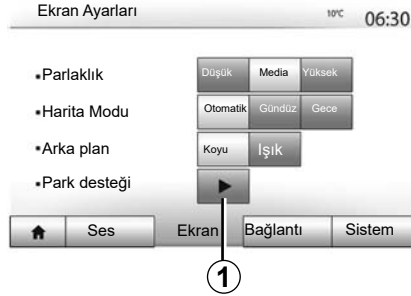 Ekran Ayarları 10°C 06:30
▪Parlaklık Düşük Media Yüksek
▪Harita Modu Otomatik Gündüz Gece
▪Arka plan Koyu Işık
▪Park desteği
Ses Ekran Bağlantı Sistem
1